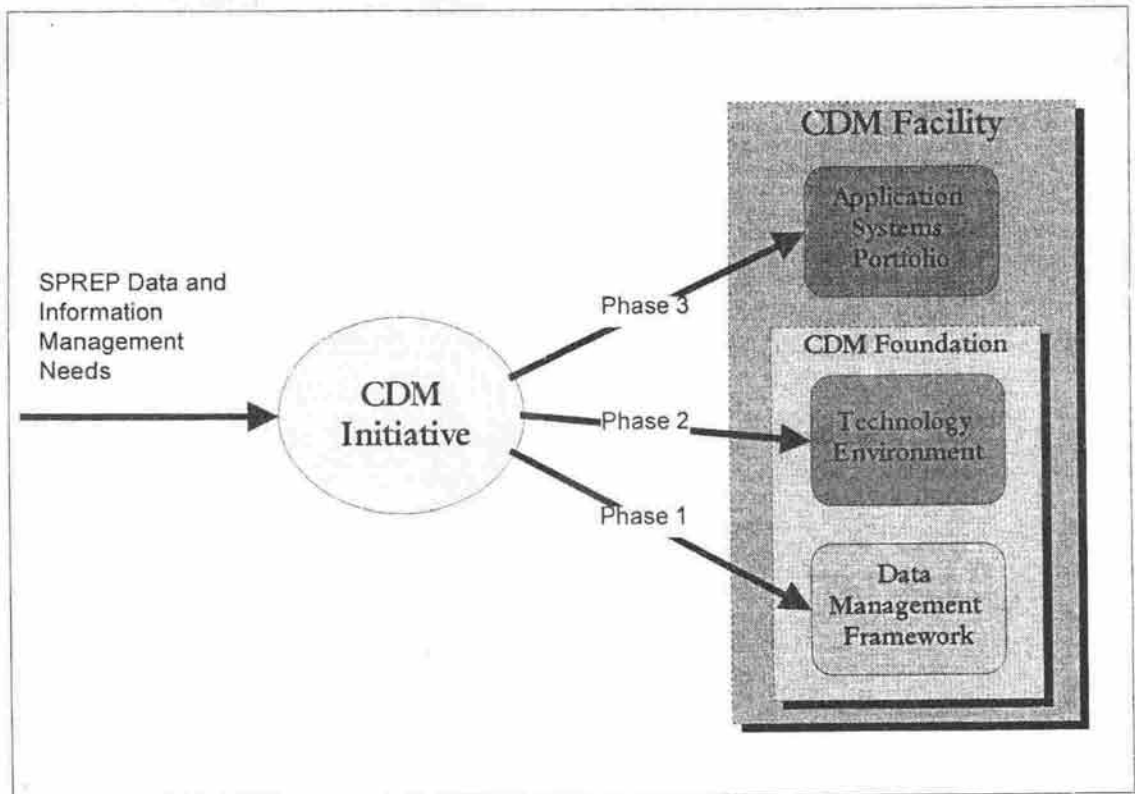 SPREP Data and
Information
Management
Needs
CDM
Initiative
Phase 3
Phase 2
Phase 1
CDM Facility
Application
Systems
Portfolio
CDM Foundation
Technology
Environment
Data
Management
Framework